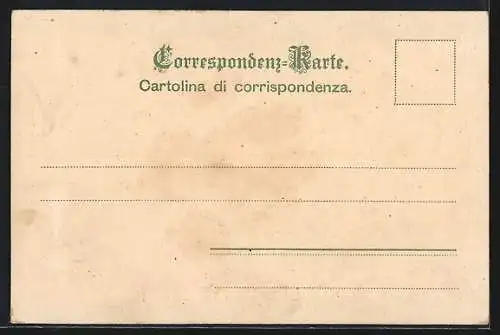 Correspondenz-Karte.
Cartolina di corrispondenza.